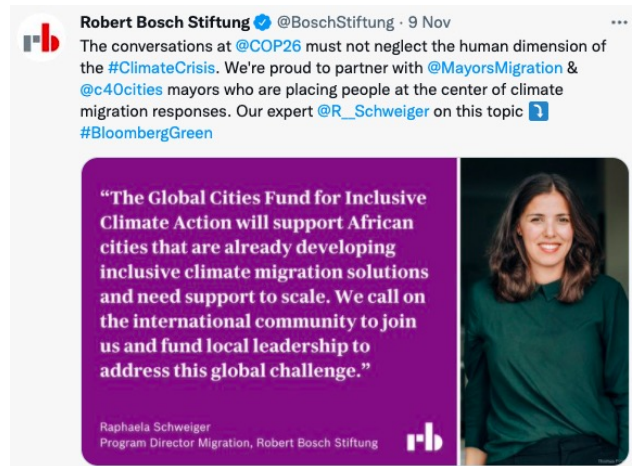 Robert Bosch Stiftung @BoschStiftung · 9 Nov
The conversations at @COP26 must not neglect the human dimension of
the #ClimateCrisis. We're proud to partner with @MayorsMigration &
@c40cities mayors who are placing people at the center of climate
migration responses. Our expert @R__Schweiger on this topic ⤵️
#BloombergGreen
“The Global Cities Fund for Inclusive
Climate Action will support African
cities that are already developing
inclusive climate migration solutions
and need support to scale. We call on
the international community to join
us and fund local leadership to
address this global challenge.”
Raphaela Schweiger
Program Director Migration, Robert Bosch Stiftung